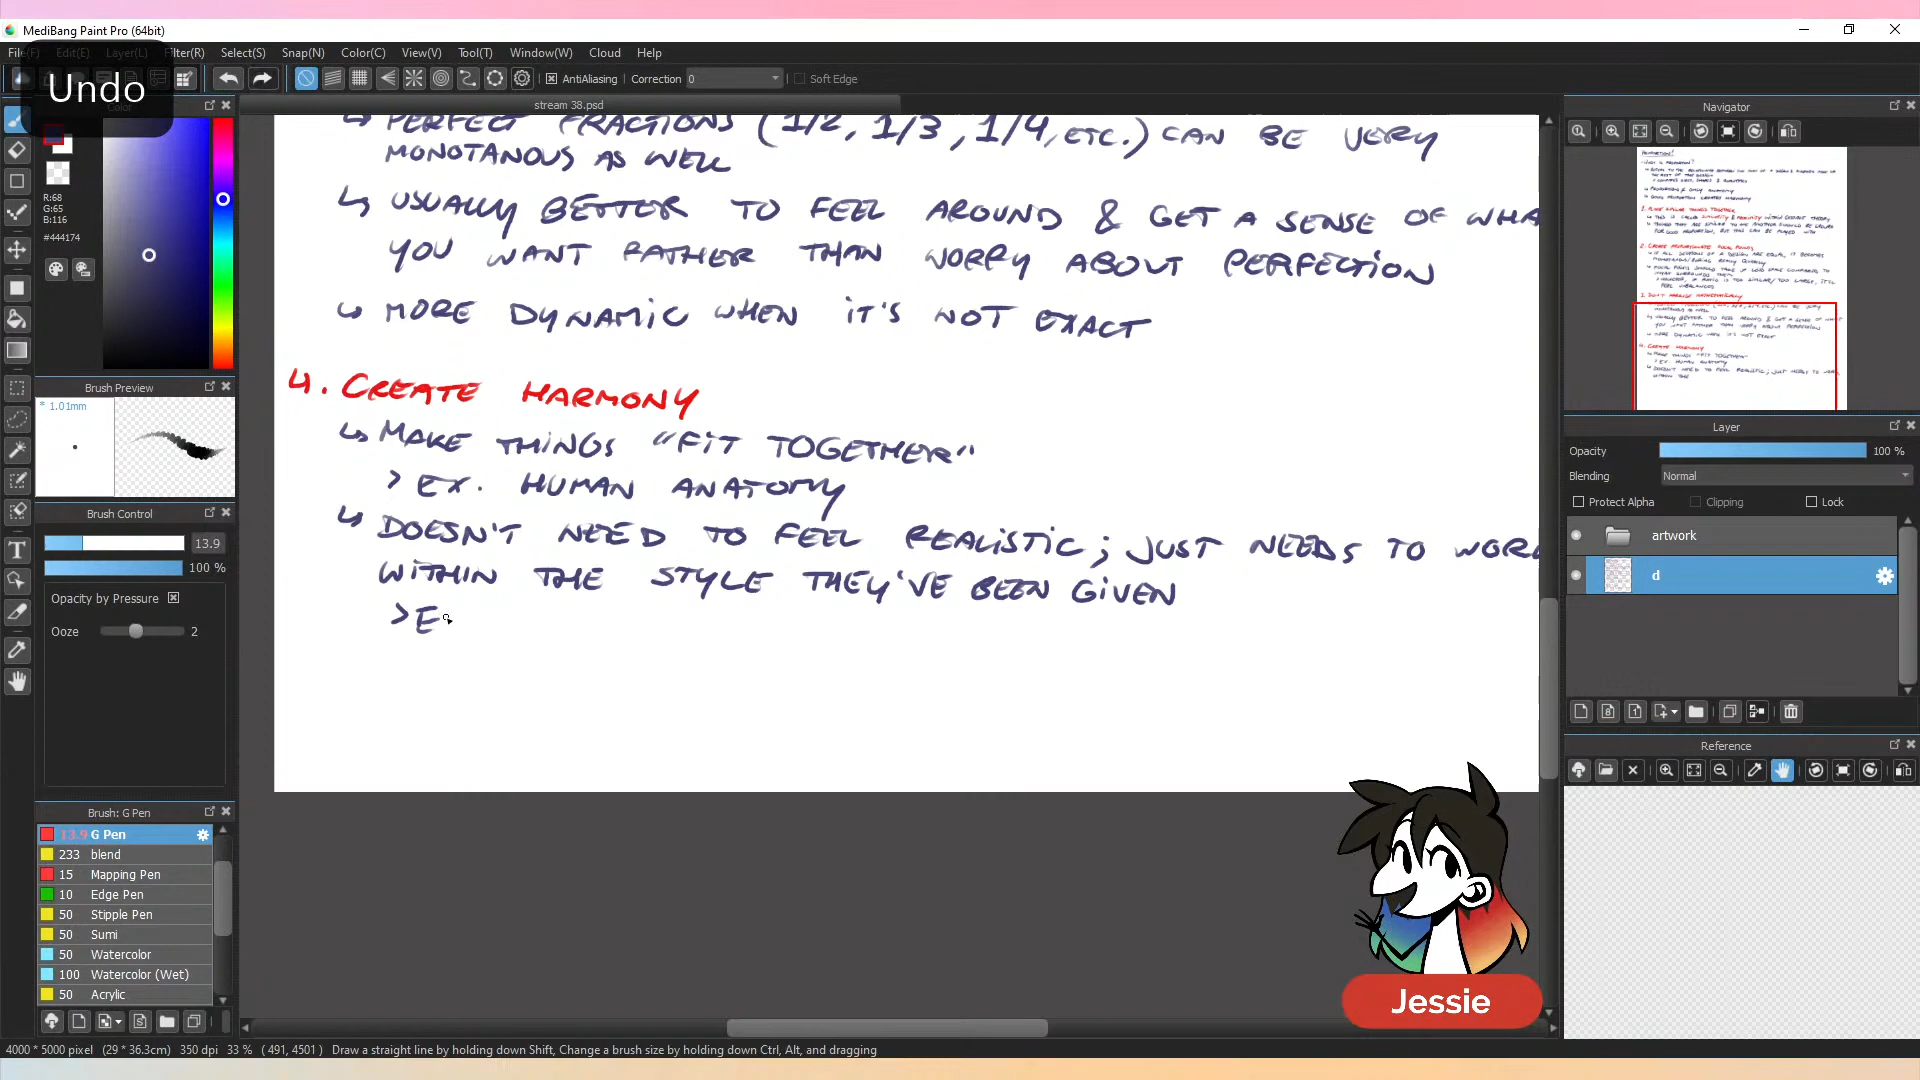 MediBang Paint Pro (64bit)
File(F) Edit(E) Layer(L) Filter(R) Select(S) Snap(N) Color(C) View(V) Tool(T) Window(W) Cloud Help
Undo
AntiAliasing Correction 0 Soft Edge
Color
stream 38.psd
Navigator
R:68
G:65
B:116
#444174
Brush Preview
* 1.01mm
Brush Control
13.9
100 %
Opacity by Pressure
Ooze 2
Brush: G Pen
13.9 G Pen
233 blend
15 Mapping Pen
10 Edge Pen
50 Stipple Pen
50 Sumi
50 Watercolor
100 Watercolor (Wet)
50 Acrylic
PERFECT FRACTIONS (1/2, 1/3, 1/4, ETC.) CAN BE VERY
MONOTANOUS AS WELL
USUALLY BETTER TO FEEL AROUND & GET A SENSE OF WHA
YOU WANT RATHER THAN WORRY ABOUT PERFECTION
MORE DYNAMIC WHEN IT'S NOT EXACT
4. CREATE HARMONY
MAKE THINGS "FIT TOGETHER"
> EX. HUMAN ANATOMY
DOESN'T NEED TO FEEL REALISTIC; JUST NEEDS TO WOR
WITHIN THE STYLE THEY'VE BEEN GIVEN
> E
Layer
Opacity 100 %
Blending Normal
Protect Alpha Clipping Lock
artwork
d
Reference
Jessie
4000 * 5000 pixel (29 * 36.3cm) 350 dpi 33 % ( 491, 4501 ) Draw a straight line by holding down Shift, Change a brush size by holding down Ctrl, Alt, and dragging